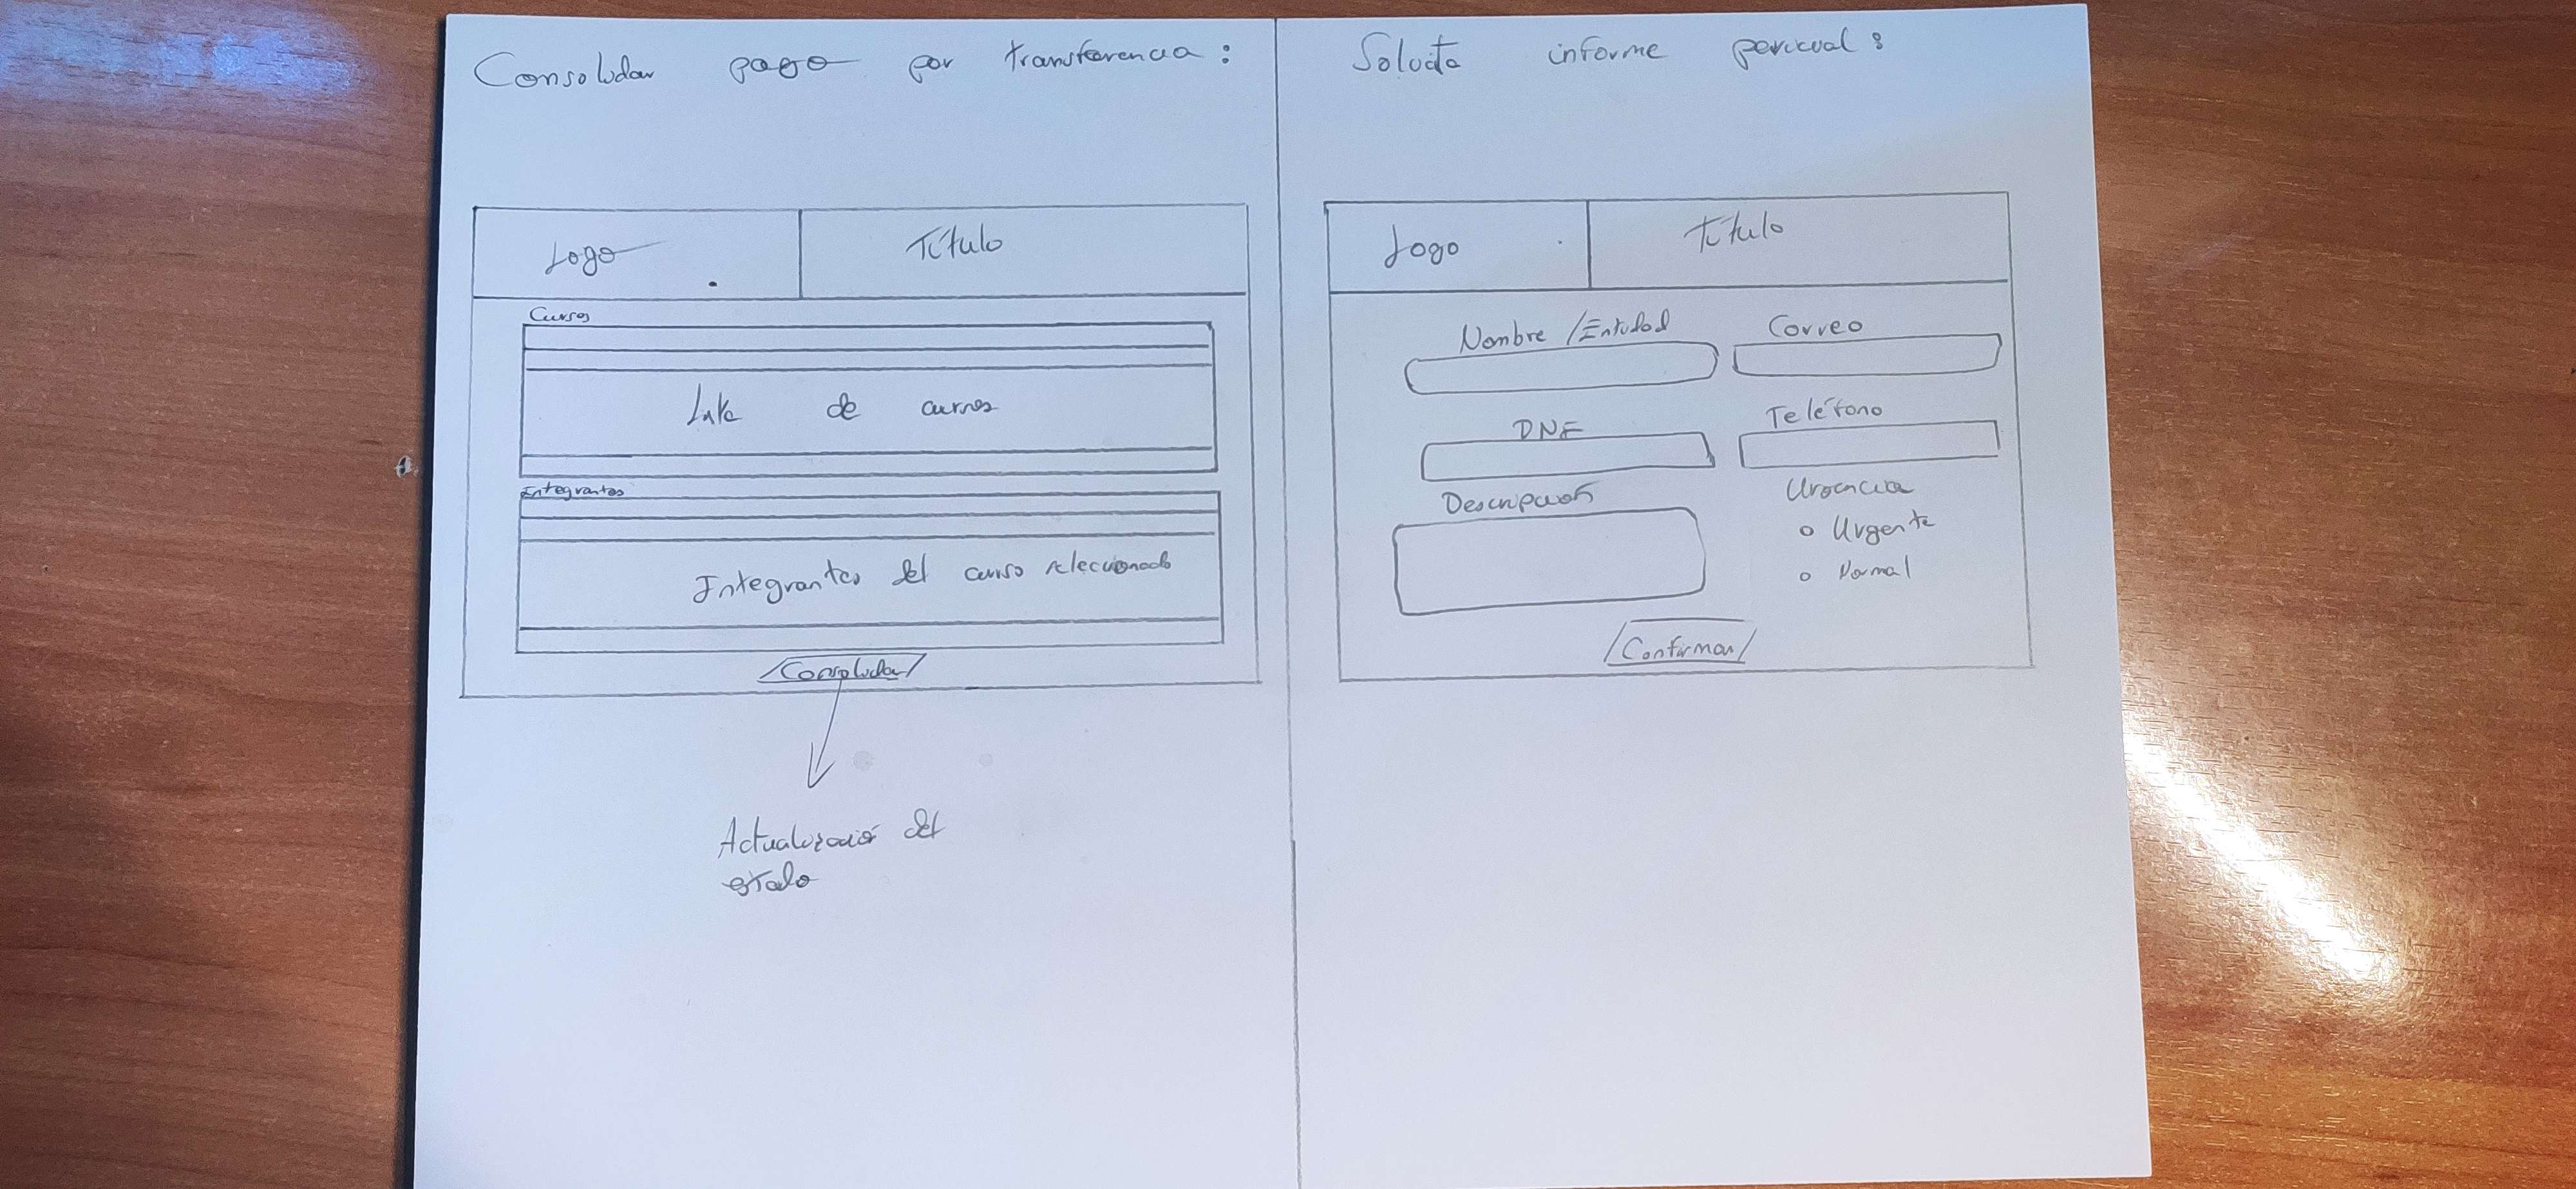 Consolidar pago por transferencia:
Logo
Título
Cursos
Lista de cursos
Integrantes
Integrantes del curso seleccionado
Consolidar
Actualización del
estado
Solicita informe pericial:
Logo
Título
Nombre / Entidad
Correo
DNI
Teléfono
Descripción
Urgencia
Urgente
Normal
Confirmar